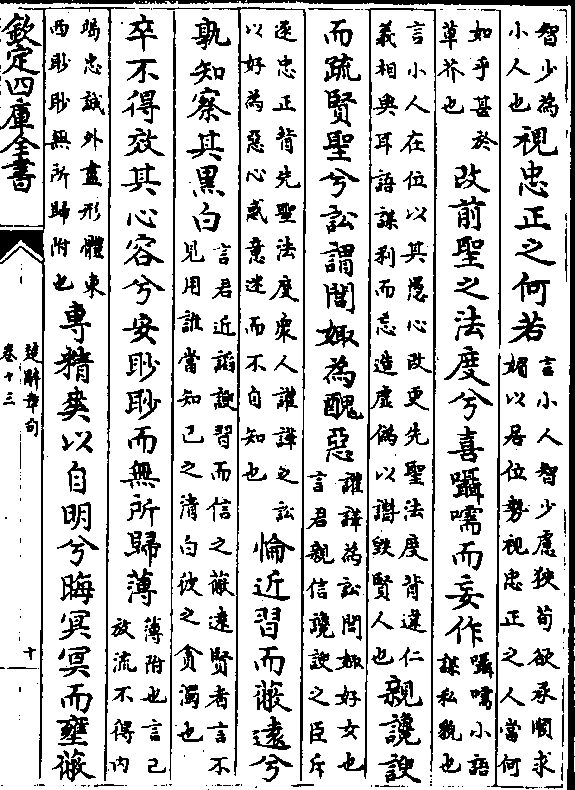 智少為
小人也視忠正之何若言小人智少慮狹苟欲承順求
媚以居位勢視忠正之人當何
如乎甚於
草芥也改前聖之法度兮喜囁嚅而妄作囁嚅小語
謀私貌也
言小人在位以其愚心改更先聖法度背違仁
義相與耳語謀利而妄造虛偽以譖毀賢人也親讒諛
而疏賢聖兮訟謂閭娵為醜惡讙譁為訟閭娵好女也
言君親信讒諛之臣斥
逐忠正背先聖法度衆人讙譁之訟
以好為惡心惑意迷而不自知也愉近習而蔽遠兮
孰知察其黑白言君近諂諛習而信之蔽遠賢者言不
見用誰當知己之清白彼之貪濁也
卒不得效其心容兮安眇眇而無所歸薄薄附也言己
放流不得内
竭忠誠外盡形體東
西眇眇無所歸附也專精爽以自明兮晦冥冥而壅蔽
欽定四庫全書
楚辭章句
卷十三
十